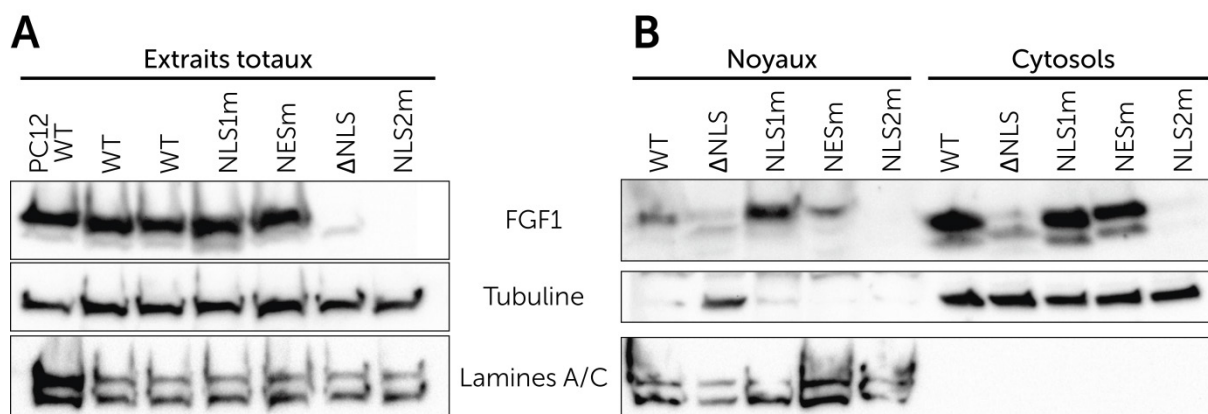 A
Extraits totaux
PC12 WT
WT
WT
NLS1m
NESm
ΔNLS
NLS2m
B
Noyaux
Cytosols
WT
ΔNLS
NLS1m
NESm
NLS2m
WT
ΔNLS
NLS1m
NESm
NLS2m
FGF1
Tubuline
Lamines A/C